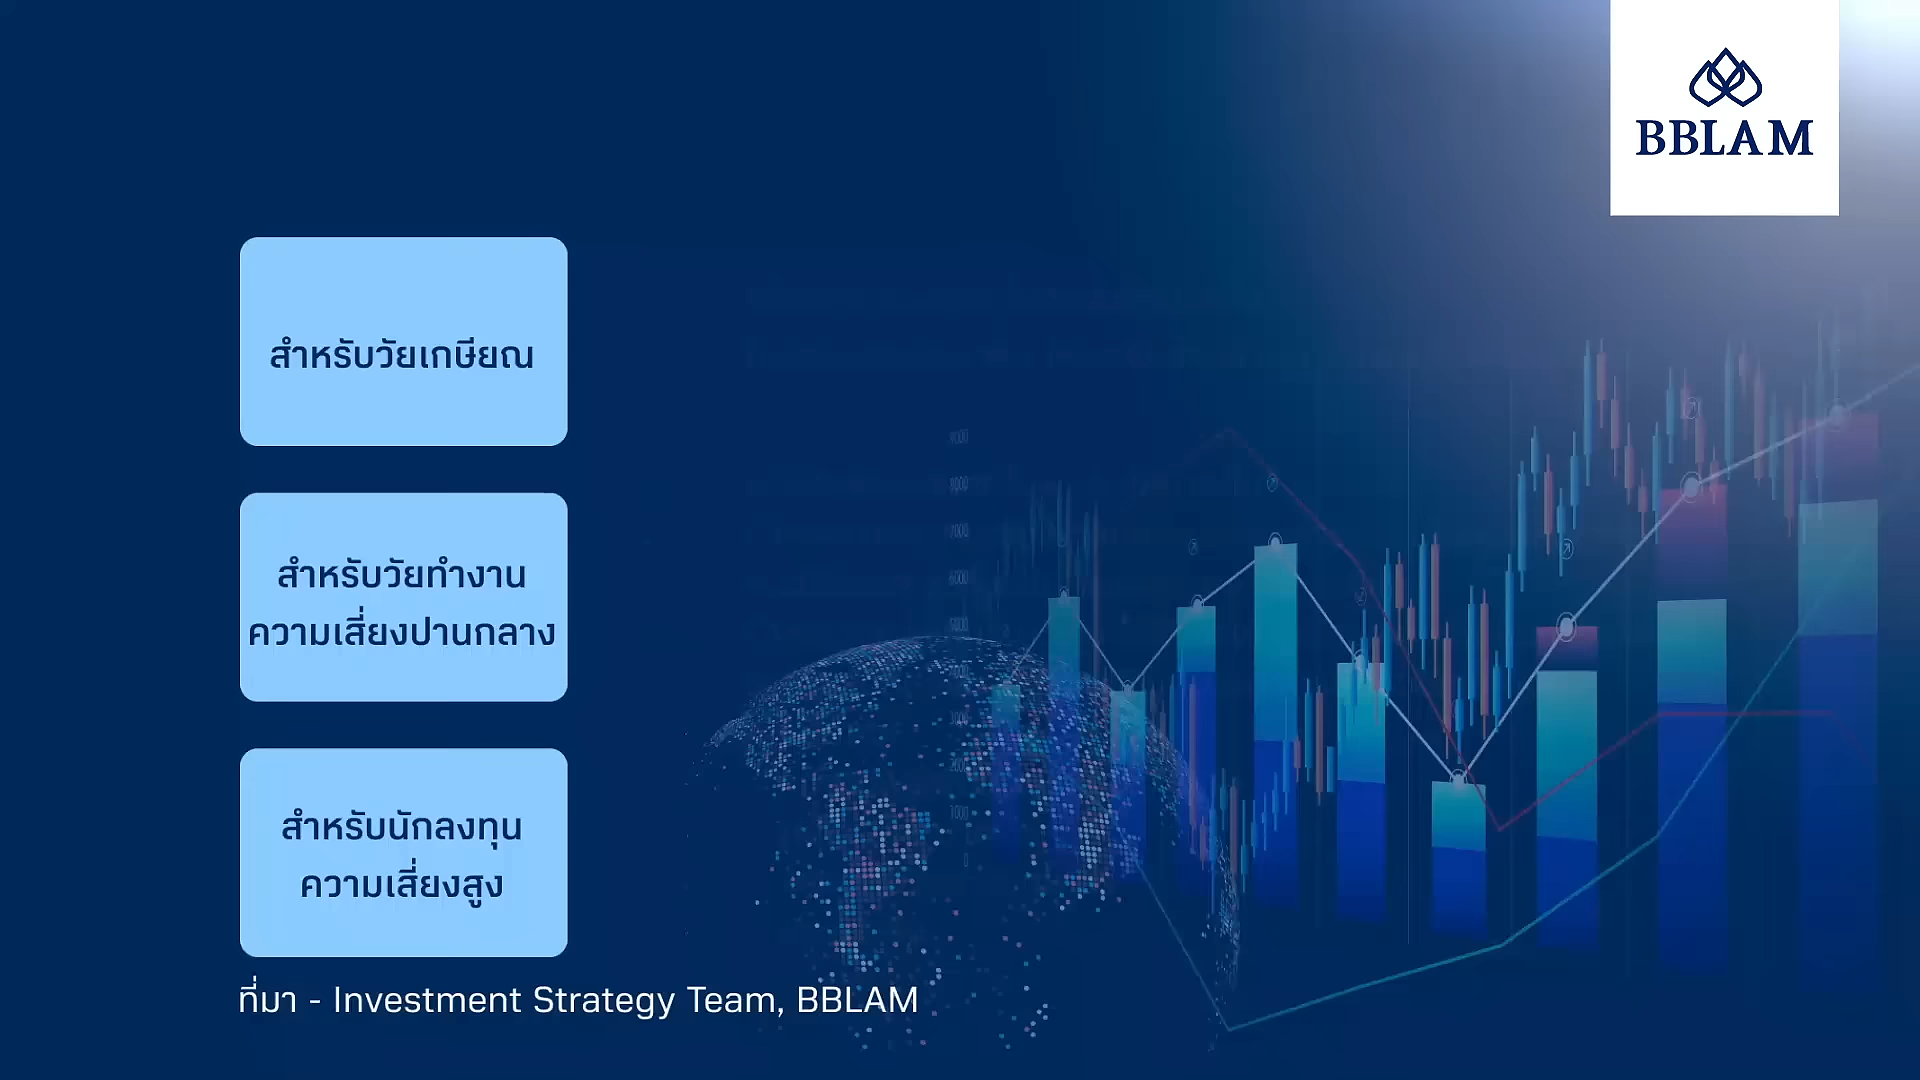 BBLAM
สำหรับวัยเกษียณ
สำหรับวัยทำงาน
ความเสี่ยงปานกลาง
สำหรับนักลงทุน
ความเสี่ยงสูง
ที่มา - Investment Strategy Team, BBLAM